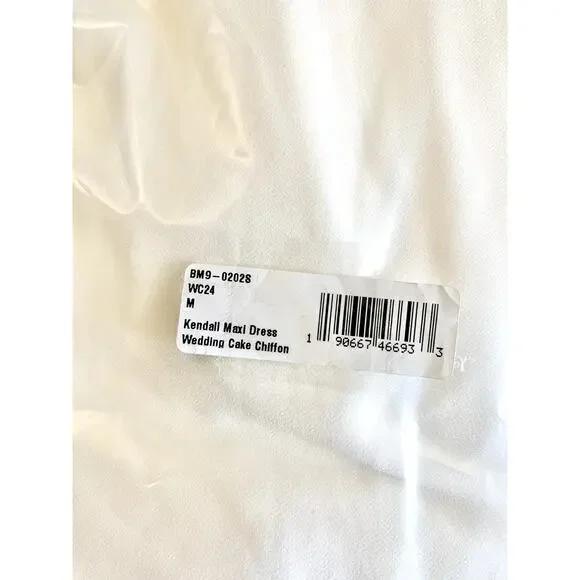 BM9-0202S
WC24
M
Kendall Maxi Dress
Wedding Cake Chiffon
1 90667 46693 3